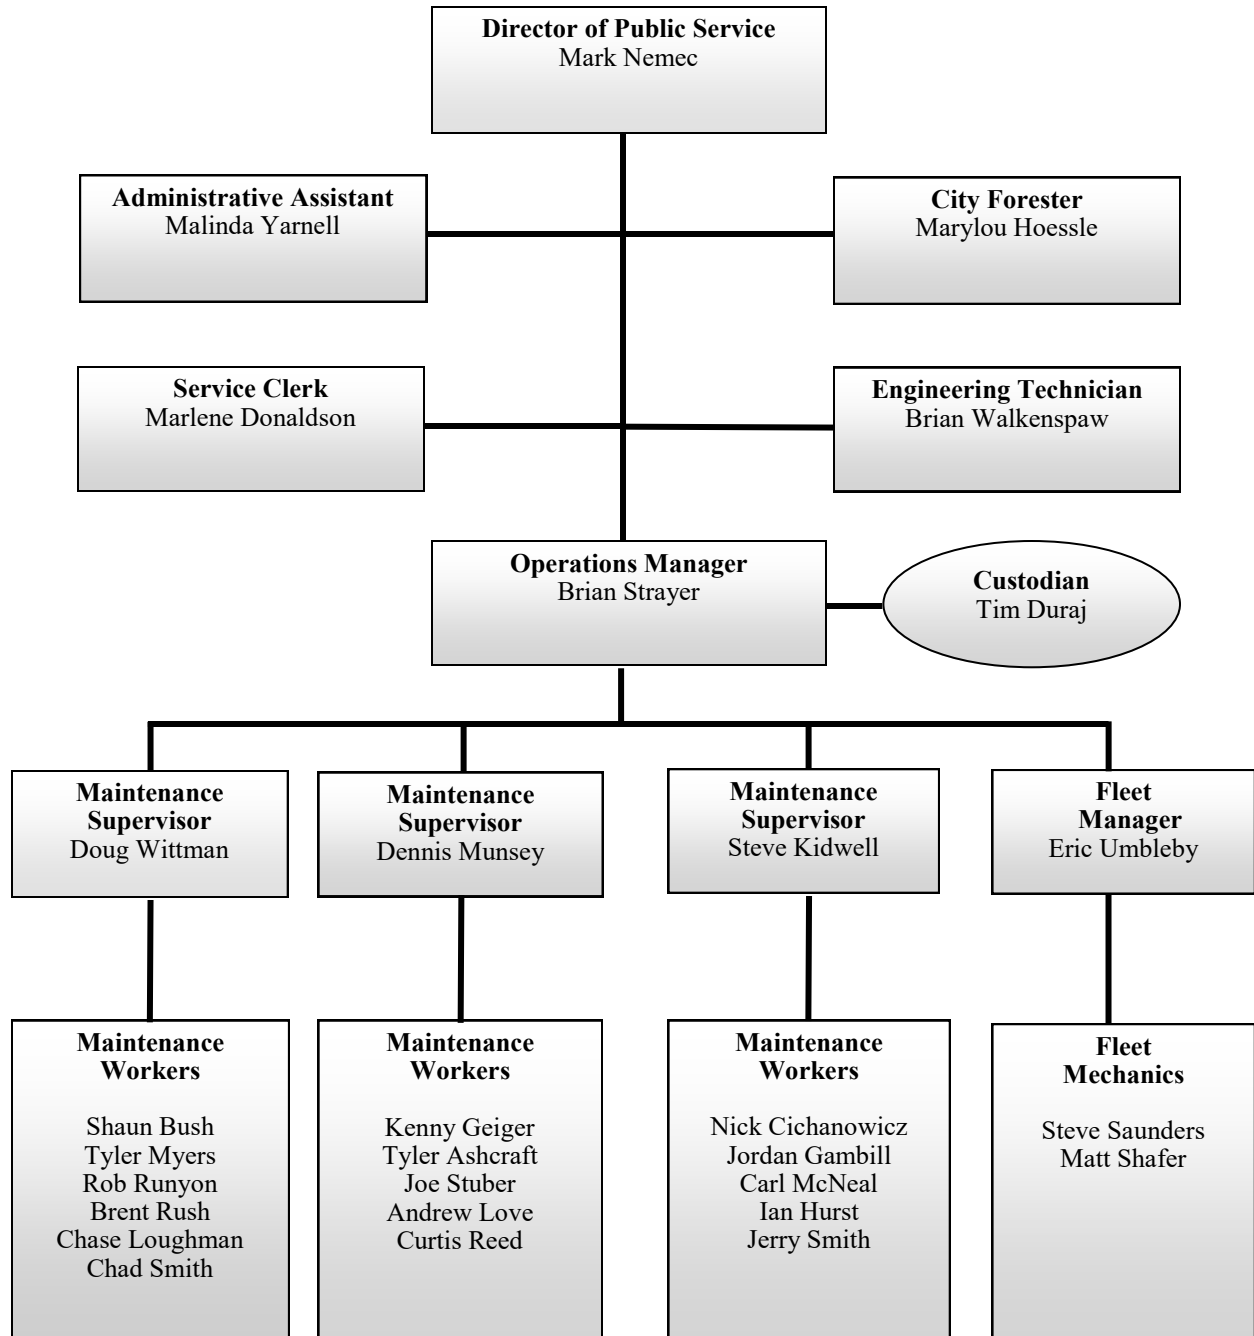 Director of Public Service
Mark Nemec
Administrative Assistant
Malinda Yarnell
City Forester
Marylou Hoessle
Service Clerk
Marlene Donaldson
Engineering Technician
Brian Walkenspaw
Operations Manager
Brian Strayer
Custodian
Tim Duraj
Maintenance
Supervisor
Doug Wittman
Maintenance
Supervisor
Dennis Munsey
Maintenance
Supervisor
Steve Kidwell
Fleet
Manager
Eric Umbleby
Maintenance
Workers
Shaun Bush
Tyler Myers
Rob Runyon
Brent Rush
Chase Loughman
Chad Smith
Maintenance
Workers
Kenny Geiger
Tyler Ashcraft
Joe Stuber
Andrew Love
Curtis Reed
Maintenance
Workers
Nick Cichanowicz
Jordan Gambill
Carl McNeal
Ian Hurst
Jerry Smith
Fleet
Mechanics
Steve Saunders
Matt Shafer